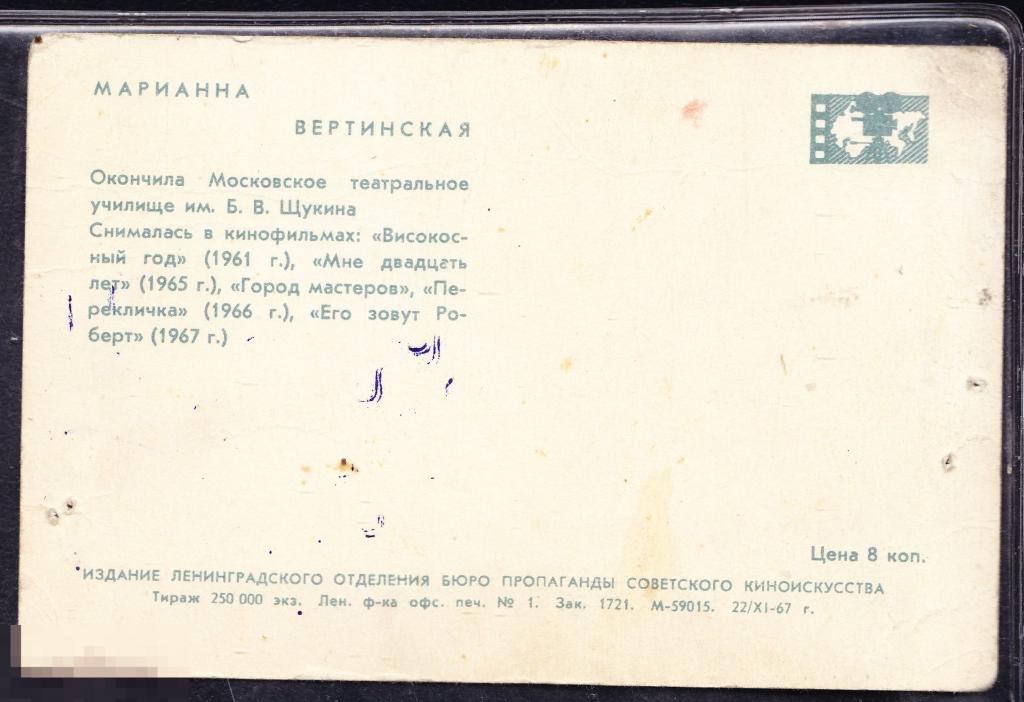 МАРИАННА
ВЕРТИНСКАЯ
Окончила Московское театральное
училище им. Б. В. Щукина
Снималась в кинофильмах: «Високос-
ный год» (1961 г.), «Мне двадцать
лет» (1965 г.), «Город мастеров», «Пе-
рекличка» (1966 г.), «Его зовут Ро-
берт» (1967 г.)
Цена 8 коп.
ИЗДАНИЕ ЛЕНИНГРАДСКОГО ОТДЕЛЕНИЯ БЮРО ПРОПАГАНДЫ СОВЕТСКОГО КИНОИСКУССТВА
Тираж 250 000 экз. Лен. ф-ка офс. печ. № 1. Зак. 1721. М-59015. 22/XI-67 г.